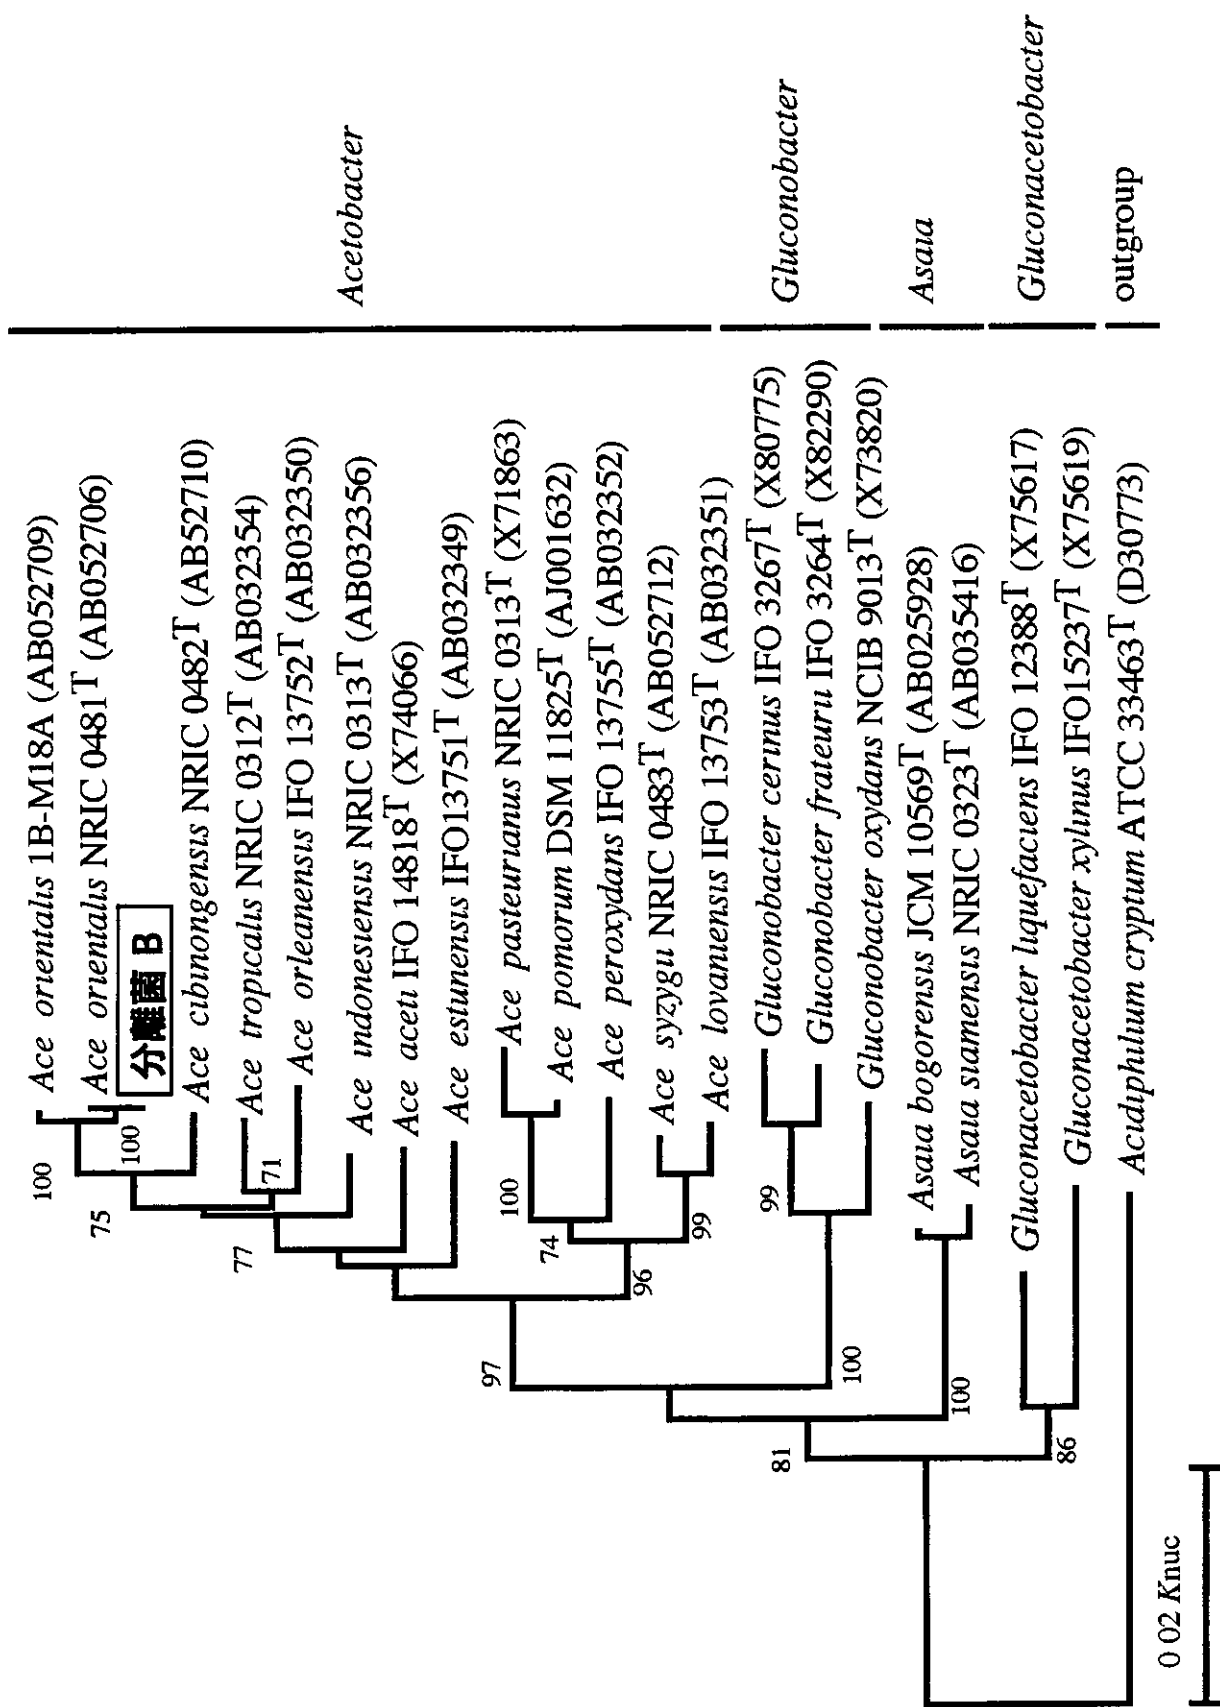 Ace orientalis 1B-M18A (AB052709)
Ace orientalis NRIC 0481T (AB052706)
分離菌 B
Ace cibinongensis NRIC 0482T (AB52710)
Ace tropicalis NRIC 0312T (AB032354)
Ace orleanensis IFO 13752T (AB032350)
Ace indonesiensis NRIC 0313T (AB032356)
Ace aceti IFO 14818T (X74066)
Ace estunensis IFO13751T (AB032349)
Ace pasteurianus NRIC 0313T (X71863)
Ace pomorum DSM 11825T (AJ001632)
Ace peroxydans IFO 13755T (AB032352)
Ace syzygii NRIC 0483T (AB052712)
Ace lovaniensis IFO 13753T (AB032351)
Gluconobacter cerinus IFO 3267T (X80775)
Gluconobacter frateurii IFO 3264T (X82290)
Gluconobacter oxydans NCIB 9013T (X73820)
Asaia bogorensis JCM 10569T (AB025928)
Asaia siamensis NRIC 0323T (AB035416)
Gluconacetobacter liquefaciens IFO 12388T (X75617)
Gluconacetobacter xylinus IFO15237T (X75619)
Acidiphilium cryptum ATCC 33463T (D30773)
Acetobacter
Gluconobacter
Asaia
Gluconacetobacter
outgroup
100
100
75
71
77
100
74
99
96
97
99
100
100
81
86
0 02 Knuc